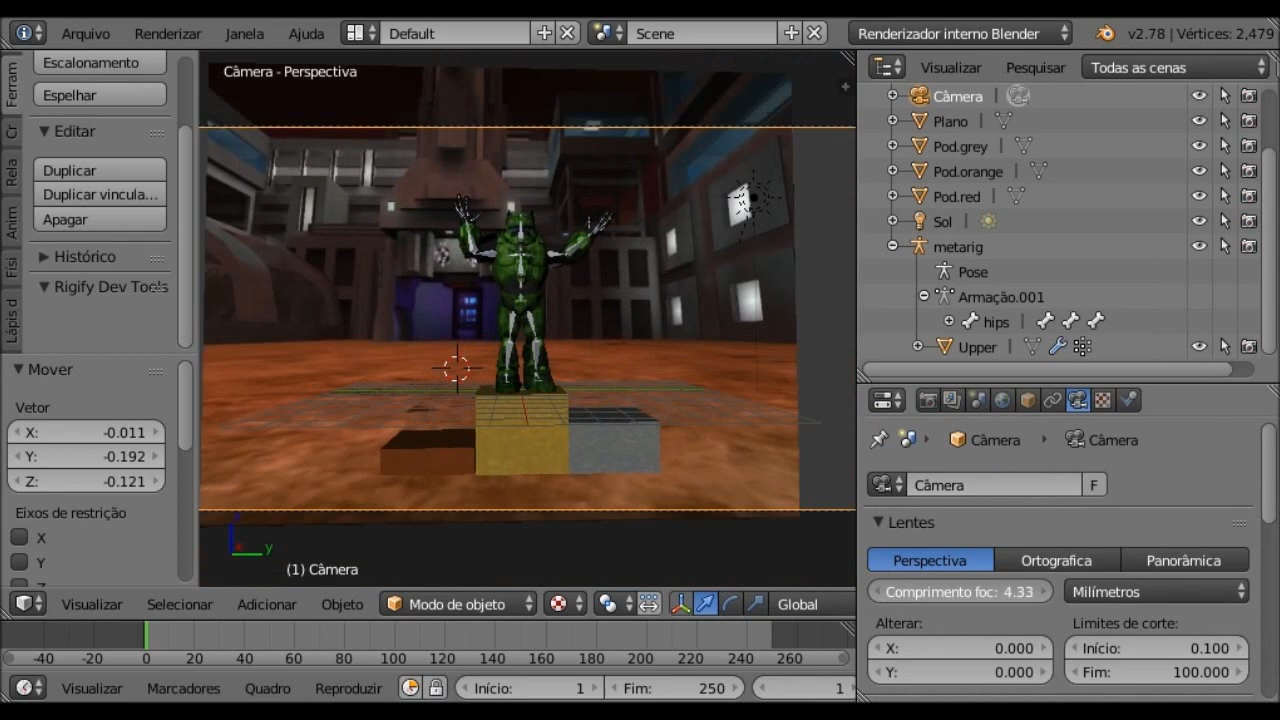 Arquivo Renderizar Janela Ajuda Default Scene Renderizador interno Blender v2.78 | Vértices: 2,479
Ferram
Cr
Rela
Anim
Físi
Lápis d
Escalonamento
Espelhar
Editar
Duplicar
Duplicar vincula...
Apagar
Histórico
Rigify Dev Tools
Mover
Vetor
X: -0.011
Y: -0.192
Z: -0.121
Eixos de restrição
X
Y
Z
Câmera - Perspectiva
z
y
(1) Câmera
Visualizar Selecionar Adicionar Objeto Modo de objeto Global
-40 -20 0 20 40 60 80 100 120 140 160 180 200 220 240 260
Visualizar Marcadores Quadro Reproduzir Início: 1 Fim: 250 1
Visualizar Pesquisar Todas as cenas
Câmera
Plano
Pod.grey
Pod.orange
Pod.red
Sol
metarig
Pose
Armação.001
hips
Upper
Câmera Câmera
Câmera F
Lentes
Perspectiva Ortografica Panorâmica
Comprimento foc: 4.33 Milímetros
Alterar: Limites de corte:
X: 0.000 Início: 0.100
Y: 0.000 Fim: 100.000